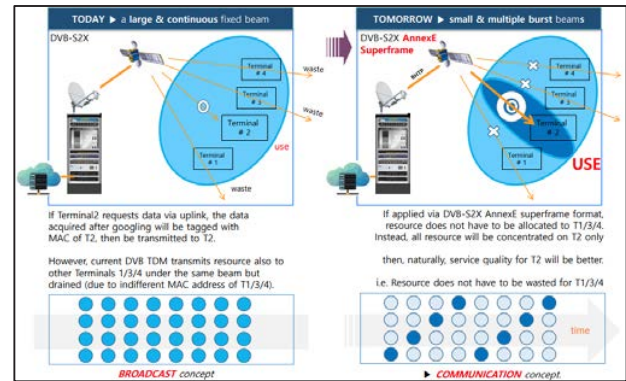 TODAY ▶ a large & continuous fixed beam
DVB-S2X
Terminal
# 4
waste
Terminal
# 3
waste
Terminal
# 2
use
Terminal
# 1
waste
If Terminal2 requests data via uplink, the data
acquired after googling will be tagged with
MAC of T2, then be transmitted to T2.
However, current DVB TDM transmits resource also to
other Terminals 1/3/4 under the same beam but
drained (due to indifferent MAC address of T1/3/4).
BROADCAST concept
TOMORROW ▶ small & multiple burst beams
DVB-S2X AnnexE
Superframe
BHTP
Terminal
# 4
waste
Terminal
# 3
Terminal
# 2
USE
Terminal
# 1
If applied via DVB-S2X AnnexE superframe format,
resource does not have to be allocated to T1/3/4.
Instead, all resource will be concentrated on T2 only
then, naturally, service quality for T2 will be better.
i.e. Resource does not have to be wasted for T1/3/4
time
▶ COMMUNICATION concept.